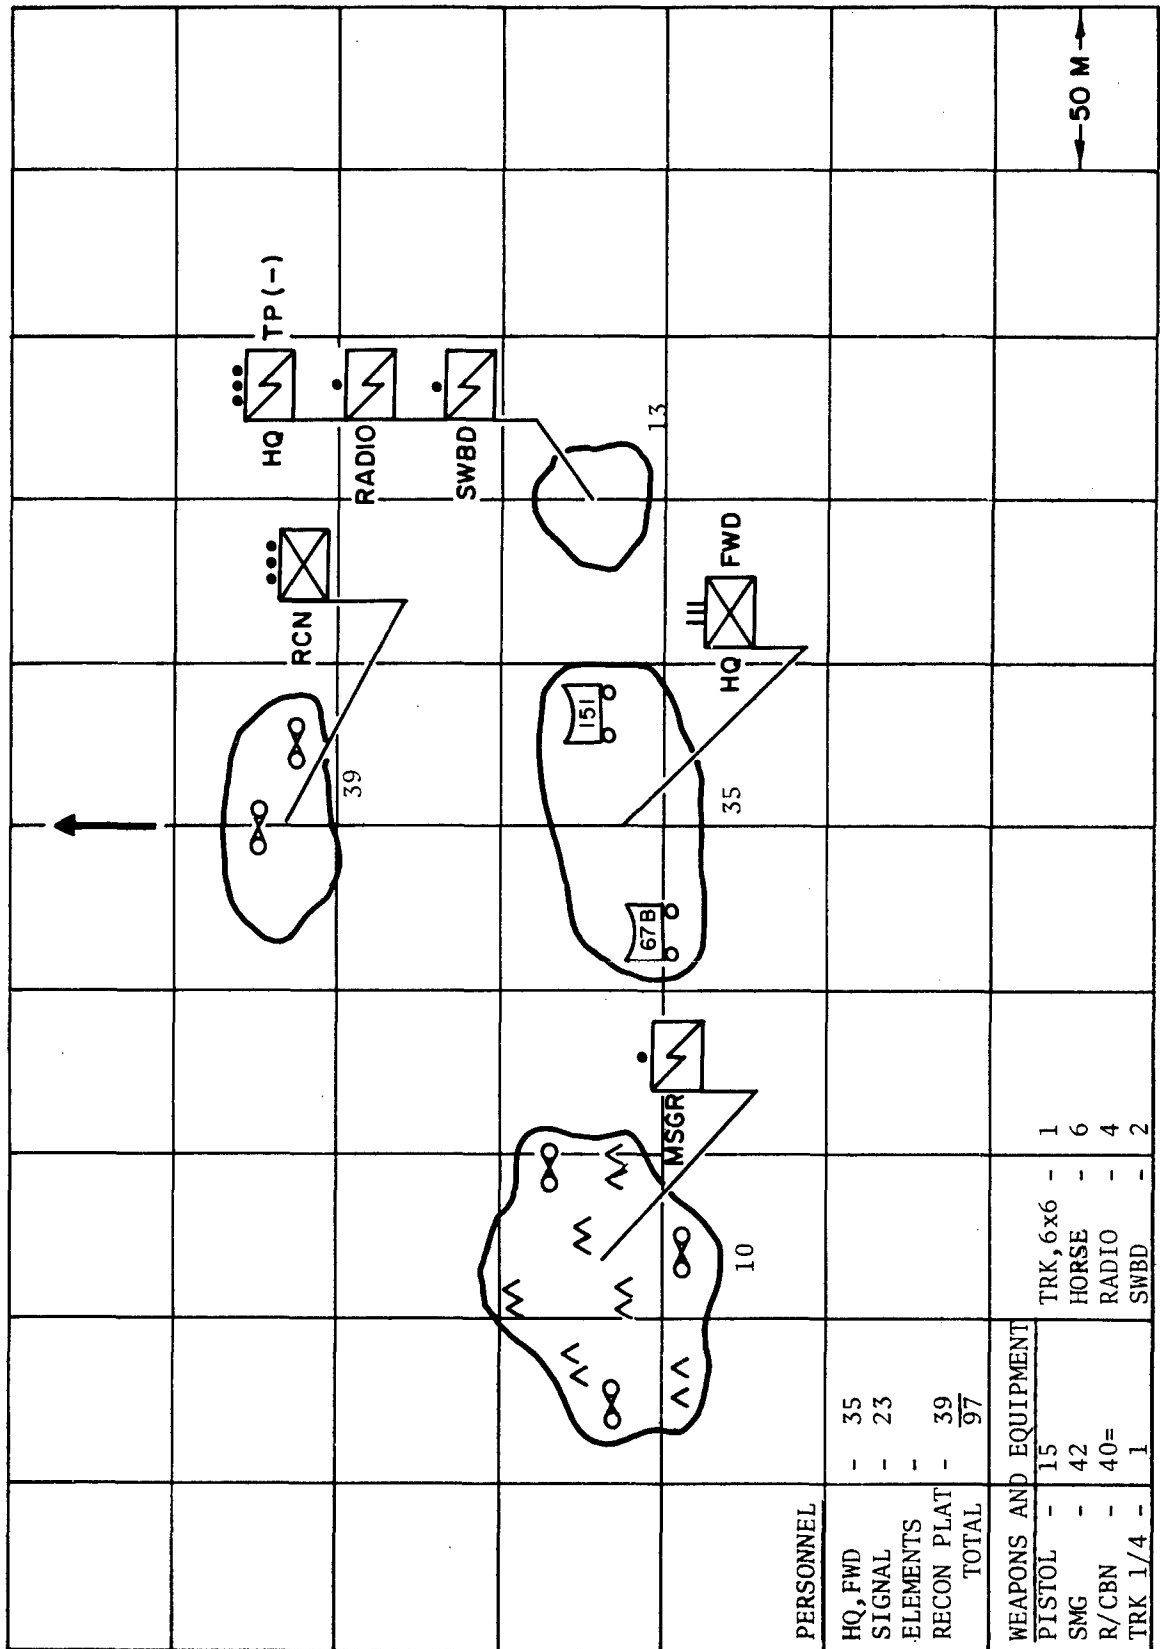 HQ TP(-)
RADIO
SWBD
13
RCN
39
151
67B
HQ FWD
35
MSGR
10
50 M
PERSONNEL
HQ,FWD - 35
SIGNAL - 23
ELEMENTS -
RECON PLAT - 39
TOTAL 97
WEAPONS AND EQUIPMENT
PISTOL - 15 TRK,6x6 - 1
SMG - 42 HORSE - 6
R/CBN - 40= RADIO - 4
TRK 1/4 - 1 SWBD - 2